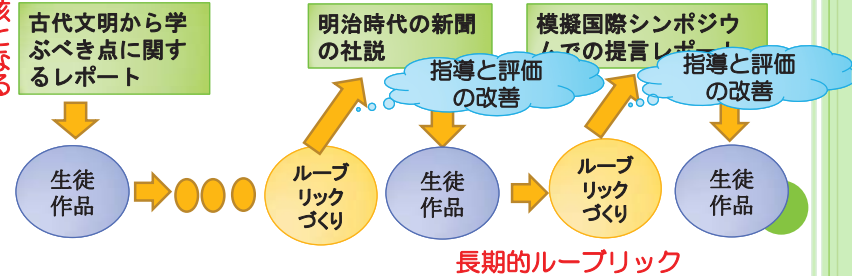 核になる
古代文明から学
ぶべき点に関す
るレポート
明治時代の新聞
の社説
模擬国際シンポジウ
ムでの提言レポート
指導と評価
の改善
指導と評価
の改善
生徒
作品
ルーブ
リック
づくり
生徒
作品
ルーブ
リック
づくり
生徒
作品
長期的ルーブリック